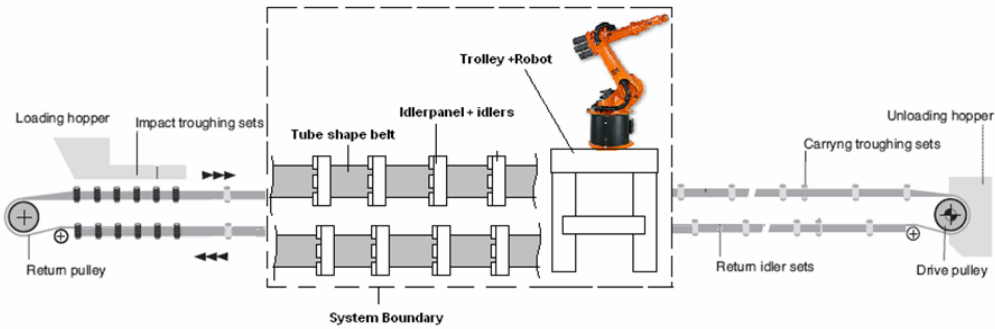 Trolley +Robot
Loading hopper
Impact troughing sets
Idlerpanel + idlers
Tube shape belt
Unloading hopper
Carryng troughing sets
Return pulley
Return idler sets
Drive pulley
System Boundary